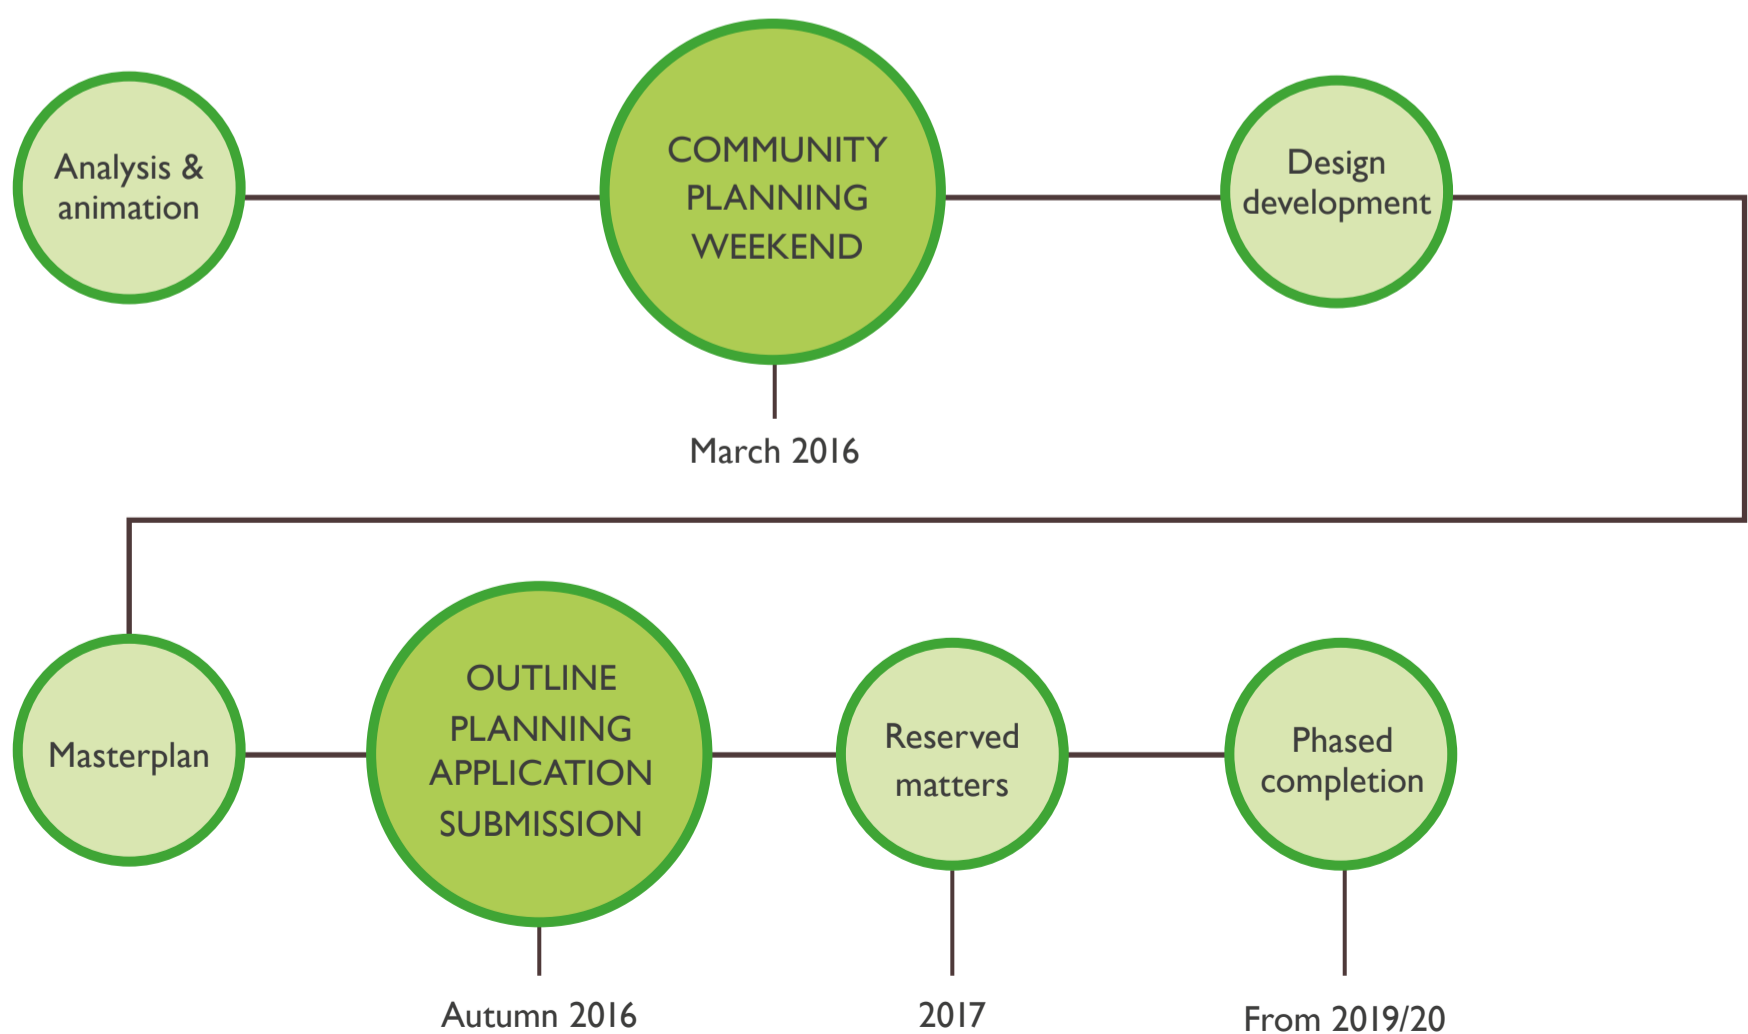 Analysis &
animation
COMMUNITY
PLANNING
WEEKEND
Design
development
March 2016
Masterplan
OUTLINE
PLANNING
APPLICATION
SUBMISSION
Reserved
matters
Phased
completion
Autumn 2016
2017
From 2019/20